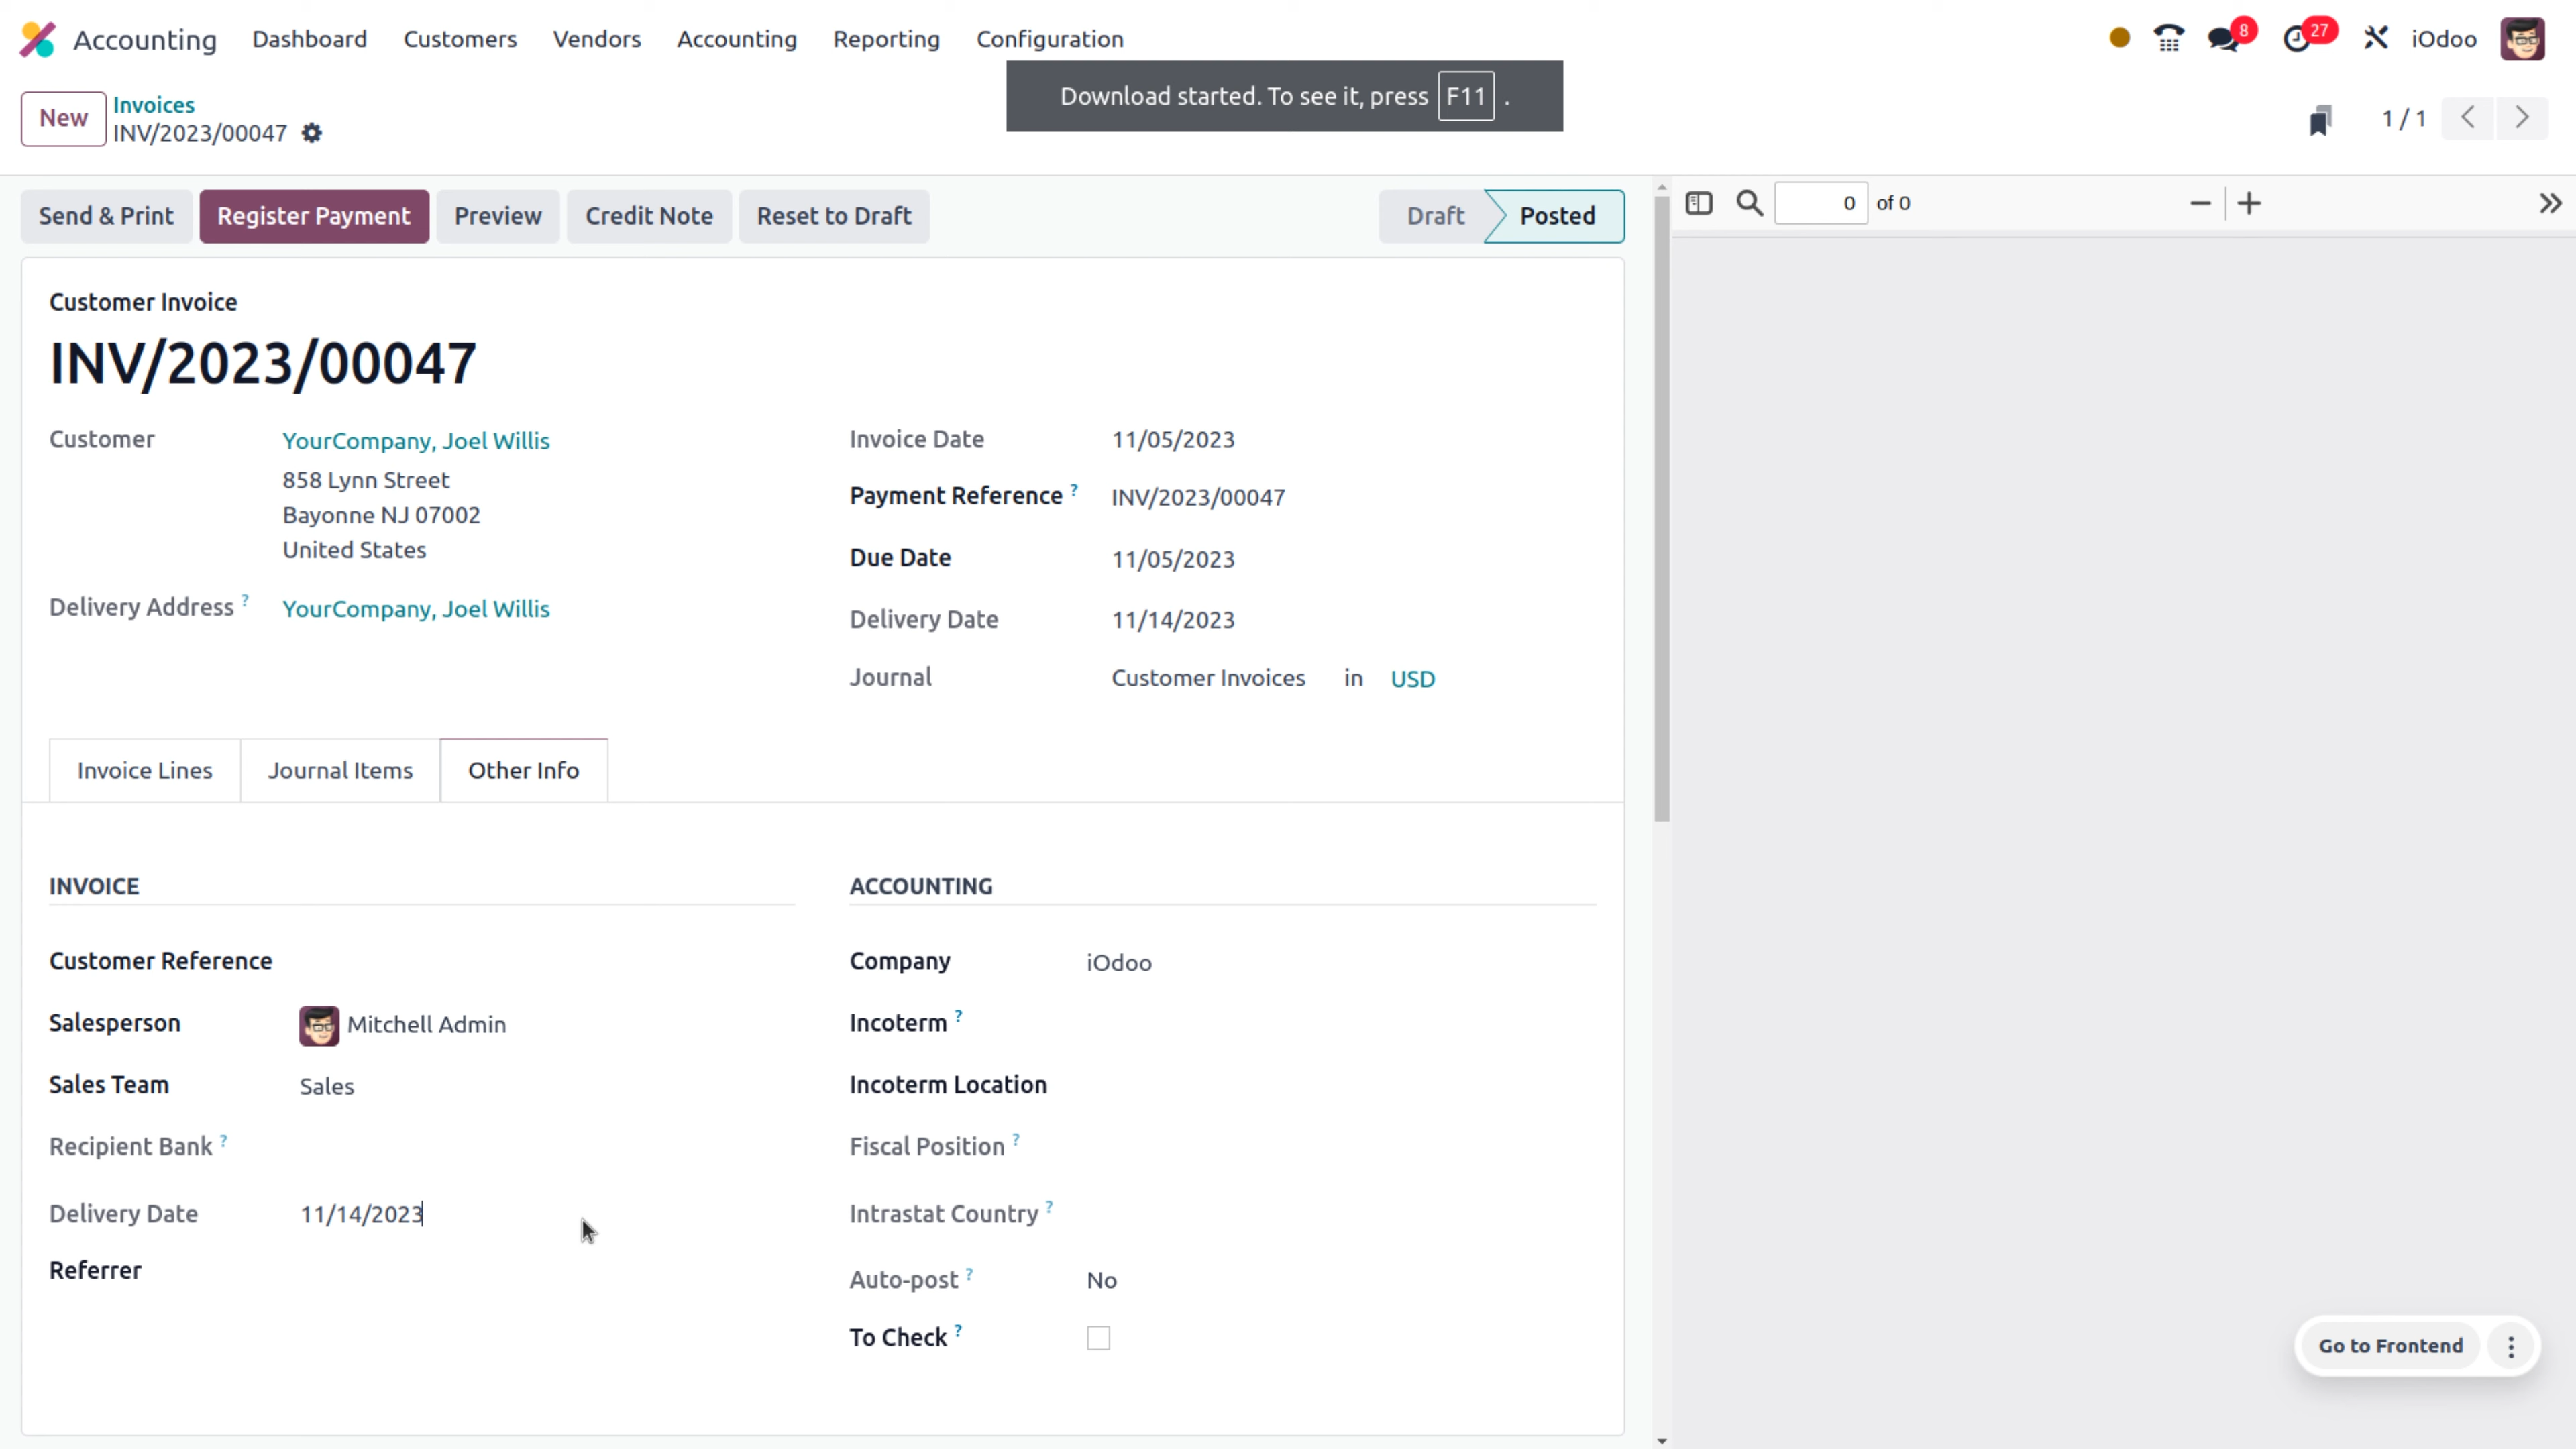 Accounting Dashboard Customers Vendors Accounting Reporting Configuration 8 27 iOdoo
Download started. To see it, press F11 .
New Invoices
INV/2023/00047
1 / 1
Send & Print Register Payment Preview Credit Note Reset to Draft Draft Posted
0 of 0
Customer Invoice
INV/2023/00047
Customer YourCompany, Joel Willis
858 Lynn Street
Bayonne NJ 07002
United States
Delivery Address ? YourCompany, Joel Willis
Invoice Date 11/05/2023
Payment Reference ? INV/2023/00047
Due Date 11/05/2023
Delivery Date 11/14/2023
Journal Customer Invoices in USD
Invoice Lines Journal Items Other Info
INVOICE
Customer Reference
Salesperson Mitchell Admin
Sales Team Sales
Recipient Bank ?
Delivery Date 11/14/2023
Referrer
ACCOUNTING
Company iOdoo
Incoterm ?
Incoterm Location
Fiscal Position ?
Intrastat Country ?
Auto-post ? No
To Check ?
Go to Frontend